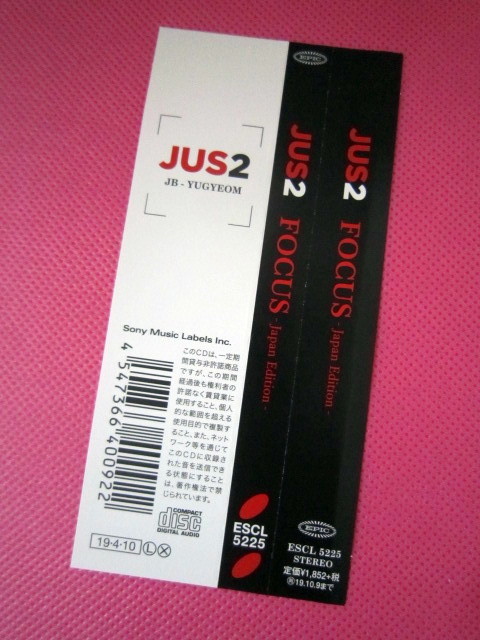 JUS2
JB - YUGYEOM
Sony Music Labels Inc.
4 547366 400922
このCDは、一定期
間貸与非許諾商品
ですが、この期間
経過後も権利者の
許諾なく賃貸業に
使用すること、個人
的な範囲を超える
使用目的で複製す
ること、また、ネット
ワーク等を通じて
このCDに収録さ
れた音を送信でき
る状態にすること
は、著作権法で禁
じられています。
COMPACT
disc
DIGITAL AUDIO
19・4・10 Ⓛ Ⓧ
EPIC
JUS2 FOCUS - Japan Edition -
ESCL
5225
JUS2 FOCUS - Japan Edition -
EPIC
ESCL 5225
STEREO
定価¥1,852+税
㋱19.10.9まで